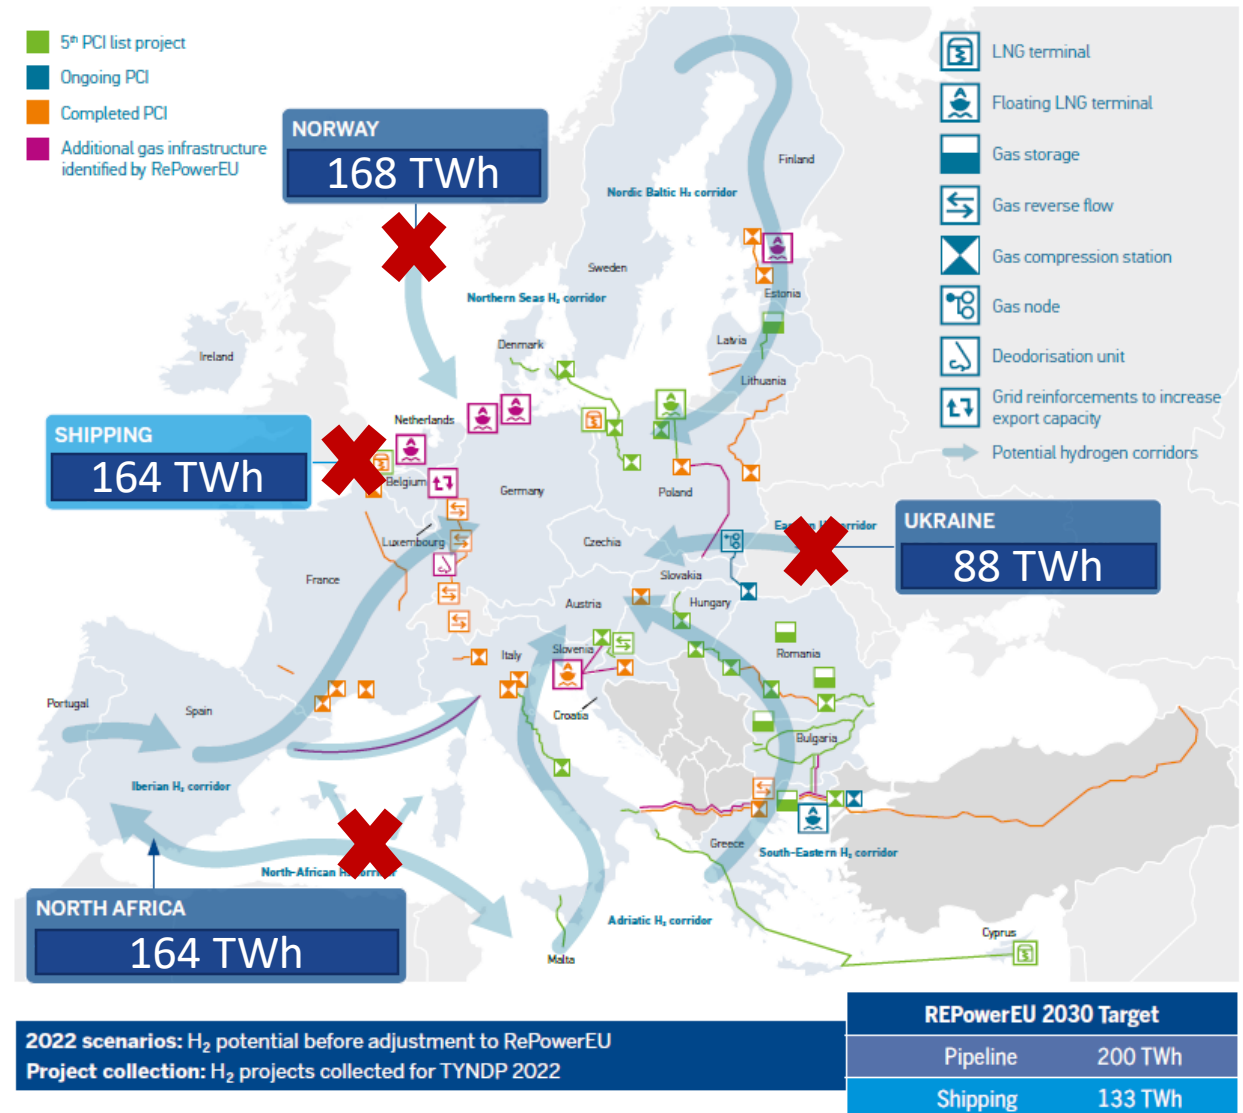 5th PCI list project
Ongoing PCI
Completed PCI
Additional gas infrastructure
identified by RePowerEU
LNG terminal
Floating LNG terminal
Gas storage
Gas reverse flow
Gas compression station
Gas node
Deodorisation unit
Grid reinforcements to increase
export capacity
Potential hydrogen corridors
NORWAY
168 TWh
Finland
Nordic Baltic H₂ corridor
Sweden
Northern Seas H₂ corridor
Estonia
Denmark
Latvia
Ireland
Lithuania
Netherlands
SHIPPING
164 TWh
Belgium
Germany
Poland
UKRAINE
88 TWh
Luxembourg
Czechia
France
Slovakia
Austria
Hungary
Slovenia
Italy
Romania
Portugal
Spain
Croatia
Bulgaria
Iberian H₂ corridor
Greece
South-Eastern H₂ corridor
North-African
NORTH AFRICA
164 TWh
Adriatic H₂ corridor
Cyprus
Malta
2022 scenarios: H₂ potential before adjustment to RePowerEU
Project collection: H₂ projects collected for TYNDP 2022
REPowerEU 2030 Target
Pipeline 200 TWh
Shipping 133 TWh